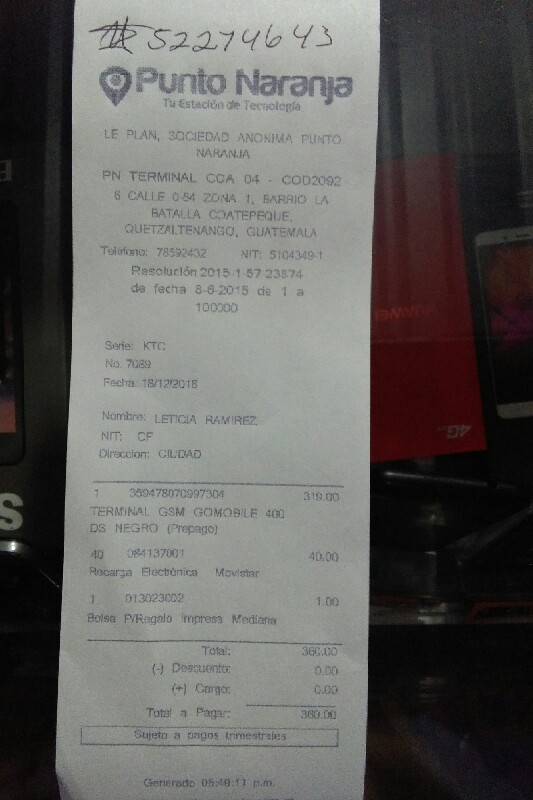 52274643
Punto Naranja
Tu Estación de Tecnología
LE PLAN, SOCIEDAD ANONIMA PUNTO
NARANJA
PN TERMINAL COA 04 - COD2092
6 CALLE 0-54 ZONA 1, BARRIO LA
BATALLA COATEPEQUE,
QUETZALTENANGO, GUATEMALA
Teléfono: 78592432 NIT: 5104349-1
Resolución 2015-1-57-23874
de fecha 8-6-2015 de 1 a
100000
Serie: KTC
No. 7089
Fecha: 18/12/2016
Nombre: LETICIA RAMIREZ
NIT: CF
Direccion: CIUDAD
1 359478070997304 319.00
TERMINAL GSM GOMOBILE 400
DS NEGRO (Prepago)
40 084137001 40.00
Recarga Electrónica Movistar
1 013023002 1.00
Bolsa P/Regalo Impresa Mediana
Total: 360.00
(-) Descuento: 0.00
(+) Cargo: 0.00
Total a Pagar: 360.00
Sujeto a pagos trimestrales
Generado 05:49:11 p.m.
HUAWEI
4G
S